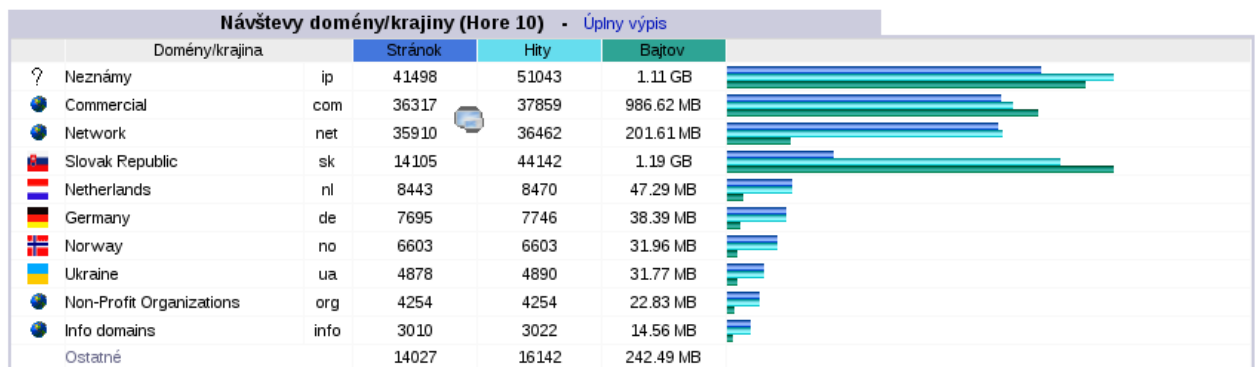 Návštevy domény/krajiny (Hore 10) - Úplny výpis
Domény/krajina Stránok Hity Bajtov
? Neznámy ip 41498 51043 1.11 GB
Commercial com 36317 37859 986.62 MB
Network net 35910 36462 201.61 MB
Slovak Republic sk 14105 44142 1.19 GB
Netherlands nl 8443 8470 47.29 MB
Germany de 7695 7746 38.39 MB
Norway no 6603 6603 31.96 MB
Ukraine ua 4878 4890 31.77 MB
Non-Profit Organizations org 4254 4254 22.83 MB
Info domains info 3010 3022 14.56 MB
Ostatné 14027 16142 242.49 MB